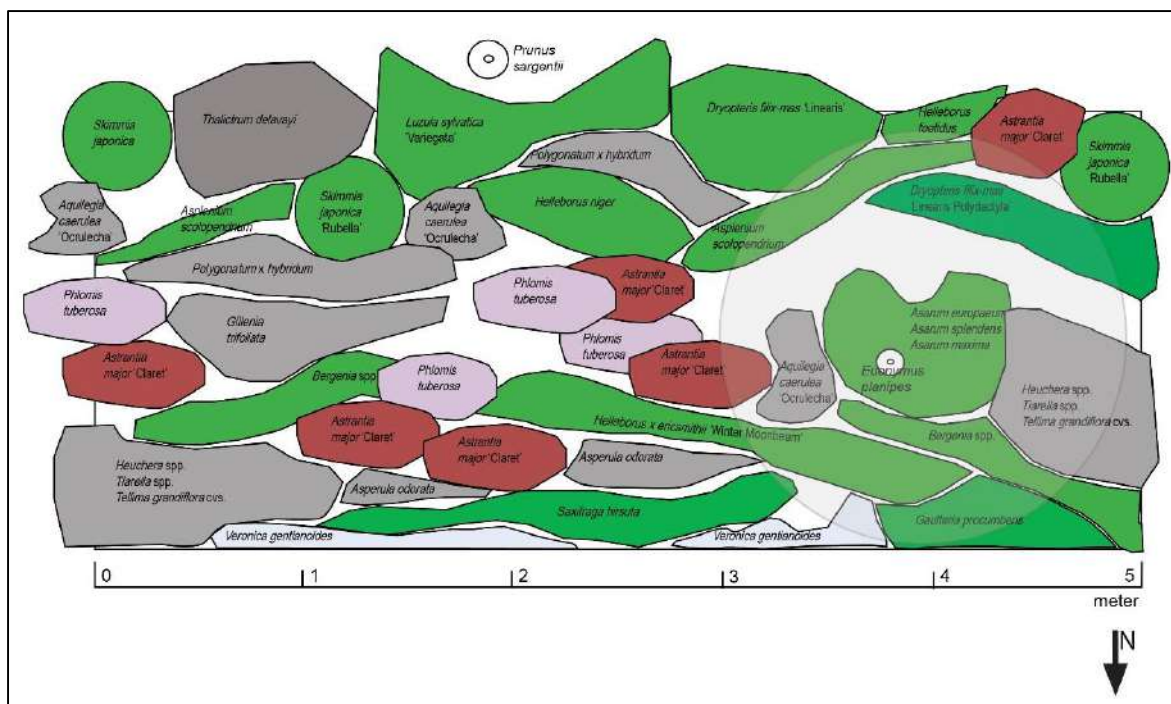 Prunus
sargentii
Skimmia
japonica
Thalictrum delavayi
Luzula sylvatica
'Variegata'
Dryopteris filix-mas 'Linearis'
Helleborus
foetidus
Astrantia
major 'Claret'
Skimmia
japonica
'Rubella'
Polygonatum x hybridum
Aquilegia
caerulea
'Ocrulecha'
Asplenium
scolopendrium
Skimmia
japonica
'Rubella'
Aquilegia
caerulea
'Ocrulecha'
Helleborus niger
Asplenium
scolopendrium
Dryopteris filix-mas
'Linearis Polydactyla'
Polygonatum x hybridum
Phlomis
tuberosa
Gillenia
trifoliata
Phlomis
tuberosa
Astrantia
major 'Claret'
Phlomis
tuberosa
Asarum europaeus
Asarum splendens
Asarum maxima
Astrantia
major 'Claret'
Bergenia spp.
Phlomis
tuberosa
Astrantia
major 'Claret'
Aquilegia
caerulea
'Ocrulecha'
Euonymus
planipes
Heuchera spp.
Tiarella spp.
Tellima grandiflora cvs.
Astrantia
major 'Claret'
Astrantia
major 'Claret'
Helleborus x ericsmithii 'Winter Moonbeam'
Bergenia spp.
Heuchera spp.
Tiarella spp.
Tellima grandiflora cvs.
Asperula odorata
Asperula odorata
Saxifraga hirsuta
Gaultheria procumbens
Veronica gentianoides
Veronica gentianoides
0 1 2 3 4 5
meter
N